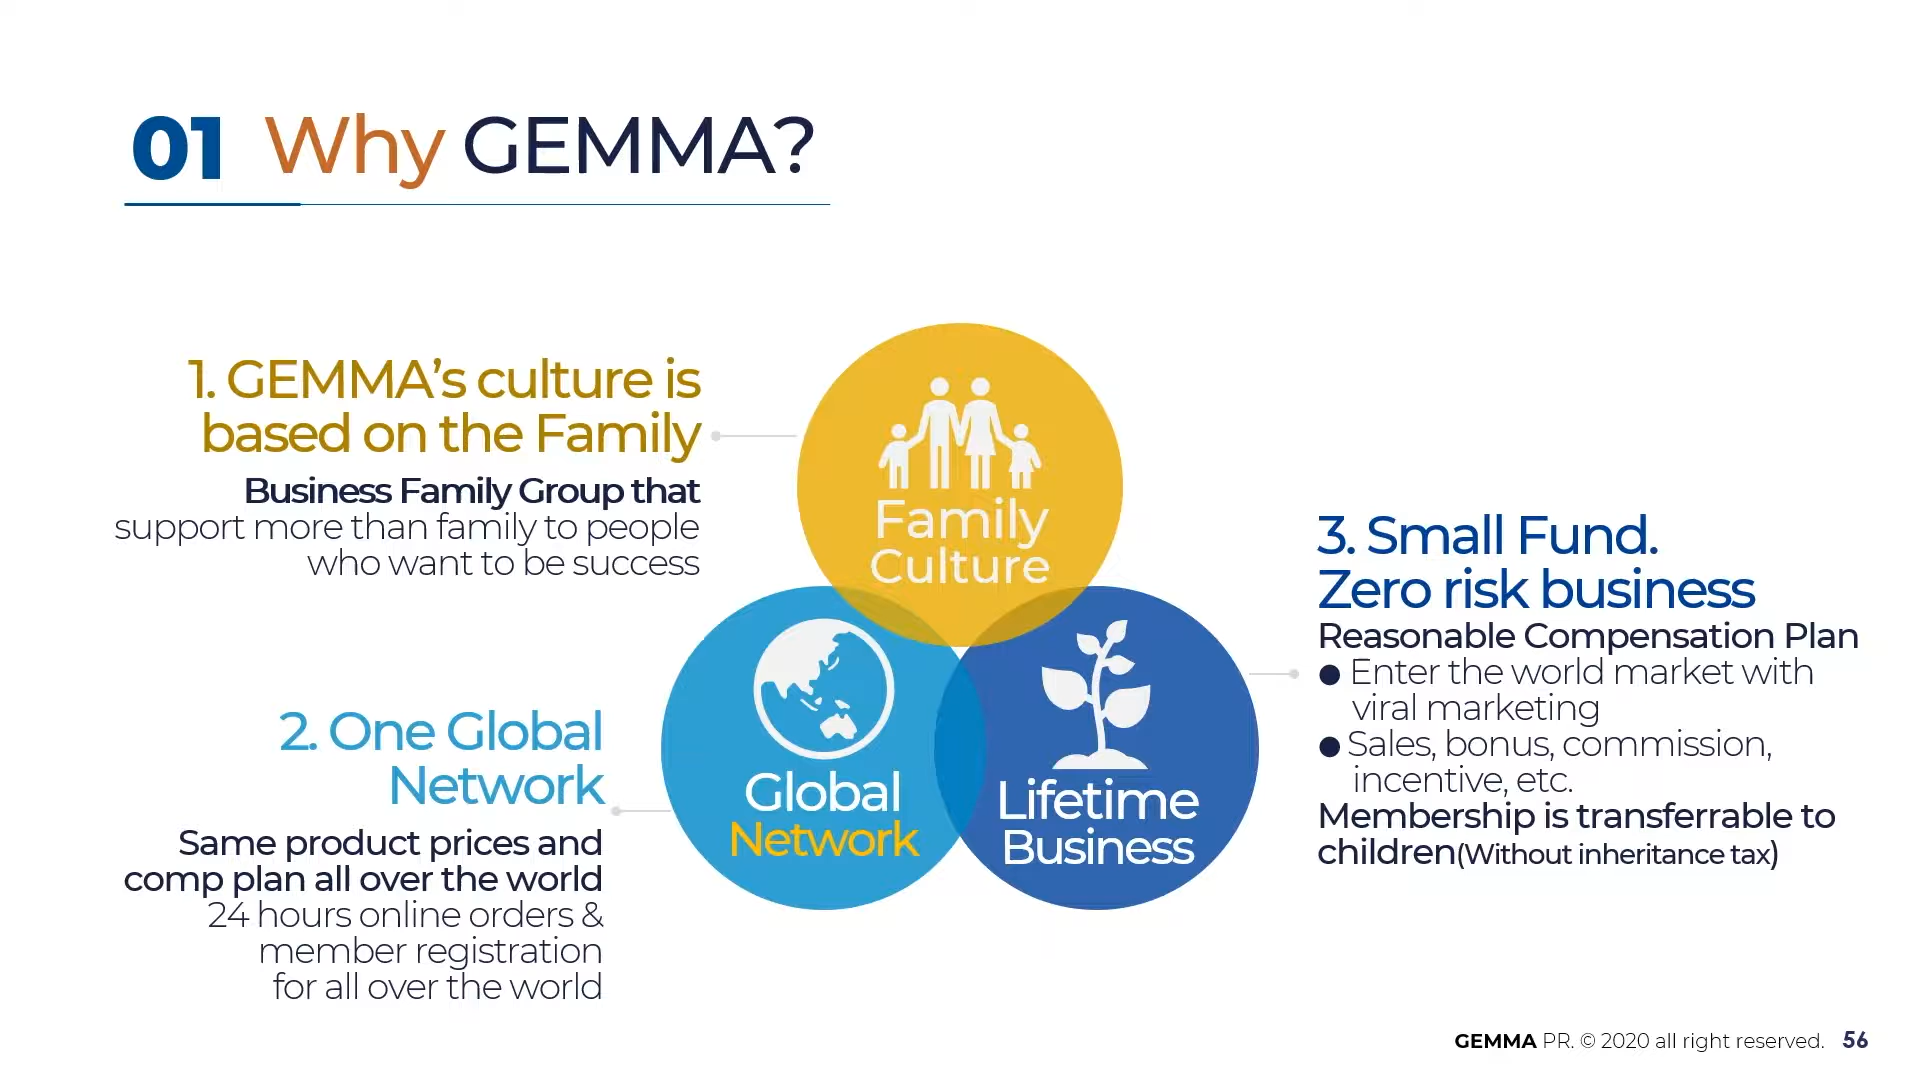 01 Why GEMMA?
1. GEMMA’s culture is
based on the Family
Business Family Group that
support more than family to people
who want to be success
Family
Culture
2. One Global
Network
Same product prices and
comp plan all over the world
24 hours online orders &
member registration
for all over the world
Global
Network
Lifetime
Business
3. Small Fund.
Zero risk business
Reasonable Compensation Plan
● Enter the world market with
viral marketing
● Sales, bonus, commission,
incentive, etc.
Membership is transferrable to
children(Without inheritance tax)
GEMMA PR. © 2020 all right reserved. 56